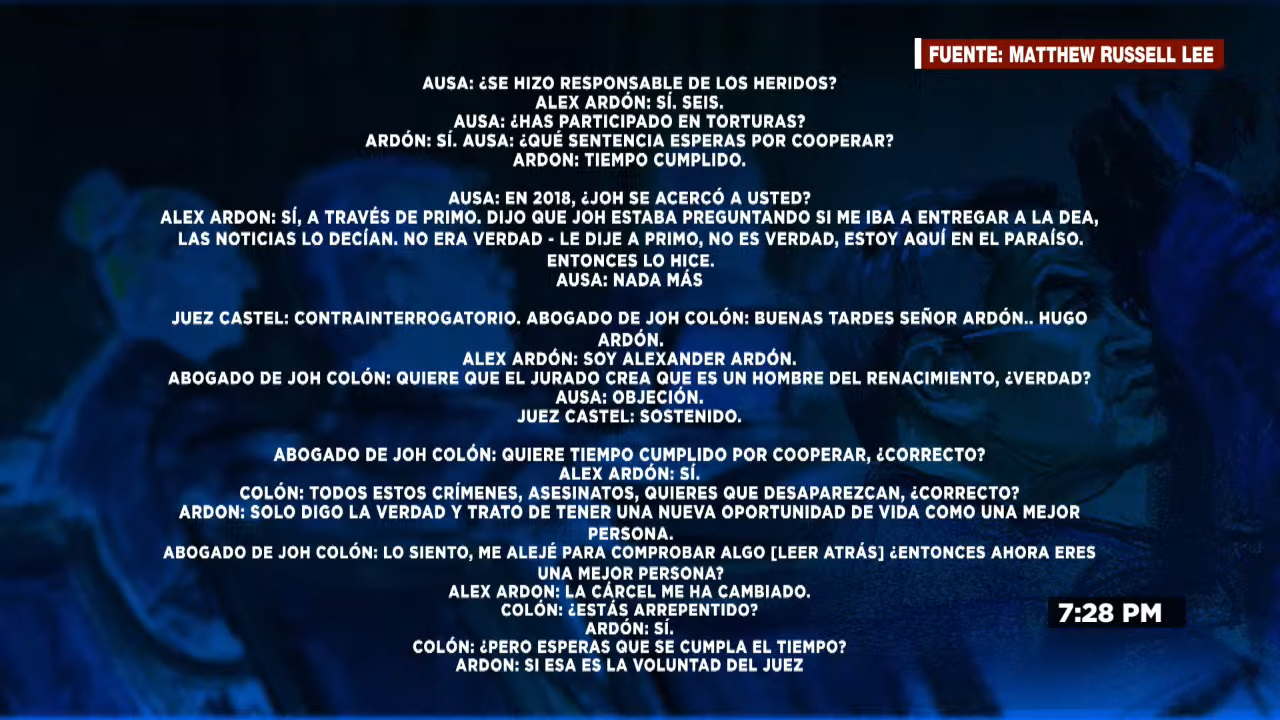 FUENTE: MATTHEW RUSSELL LEE
AUSA: ¿SE HIZO RESPONSABLE DE LOS HERIDOS?
ALEX ARDÓN: SÍ. SEIS.
AUSA: ¿HAS PARTICIPADO EN TORTURAS?
ARDÓN: SÍ. AUSA: ¿QUÉ SENTENCIA ESPERAS POR COOPERAR?
ARDON: TIEMPO CUMPLIDO.
AUSA: EN 2018, ¿JOH SE ACERCÓ A USTED?
ALEX ARDON: SÍ, A TRAVÉS DE PRIMO. DIJO QUE JOH ESTABA PREGUNTANDO SI ME IBA A ENTREGAR A LA DEA,
LAS NOTICIAS LO DECÍAN. NO ERA VERDAD - LE DIJE A PRIMO, NO ES VERDAD, ESTOY AQUÍ EN EL PARAÍSO.
ENTONCES LO HICE.
AUSA: NADA MÁS
JUEZ CASTEL: CONTRAINTERROGATORIO. ABOGADO DE JOH COLÓN: BUENAS TARDES SEÑOR ARDÓN.. HUGO
ARDÓN.
ALEX ARDÓN: SOY ALEXANDER ARDÓN.
ABOGADO DE JOH COLÓN: QUIERE QUE EL JURADO CREA QUE ES UN HOMBRE DEL RENACIMIENTO, ¿VERDAD?
AUSA: OBJECIÓN.
JUEZ CASTEL: SOSTENIDO.
ABOGADO DE JOH COLÓN: QUIERE TIEMPO CUMPLIDO POR COOPERAR, ¿CORRECTO?
ALEX ARDÓN: SÍ.
COLÓN: TODOS ESTOS CRÍMENES, ASESINATOS, QUIERES QUE DESAPAREZCAN, ¿CORRECTO?
ARDON: SOLO DIGO LA VERDAD Y TRATO DE TENER UNA NUEVA OPORTUNIDAD DE VIDA COMO UNA MEJOR
PERSONA.
ABOGADO DE JOH COLÓN: LO SIENTO, ME ALEJÉ PARA COMPROBAR ALGO [LEER ATRÁS] ¿ENTONCES AHORA ERES
UNA MEJOR PERSONA?
ALEX ARDON: LA CÁRCEL ME HA CAMBIADO.
COLÓN: ¿ESTÁS ARREPENTIDO?
ARDÓN: SÍ.
COLÓN: ¿PERO ESPERAS QUE SE CUMPLA EL TIEMPO?
ARDON: SI ESA ES LA VOLUNTAD DEL JUEZ
7:28 PM